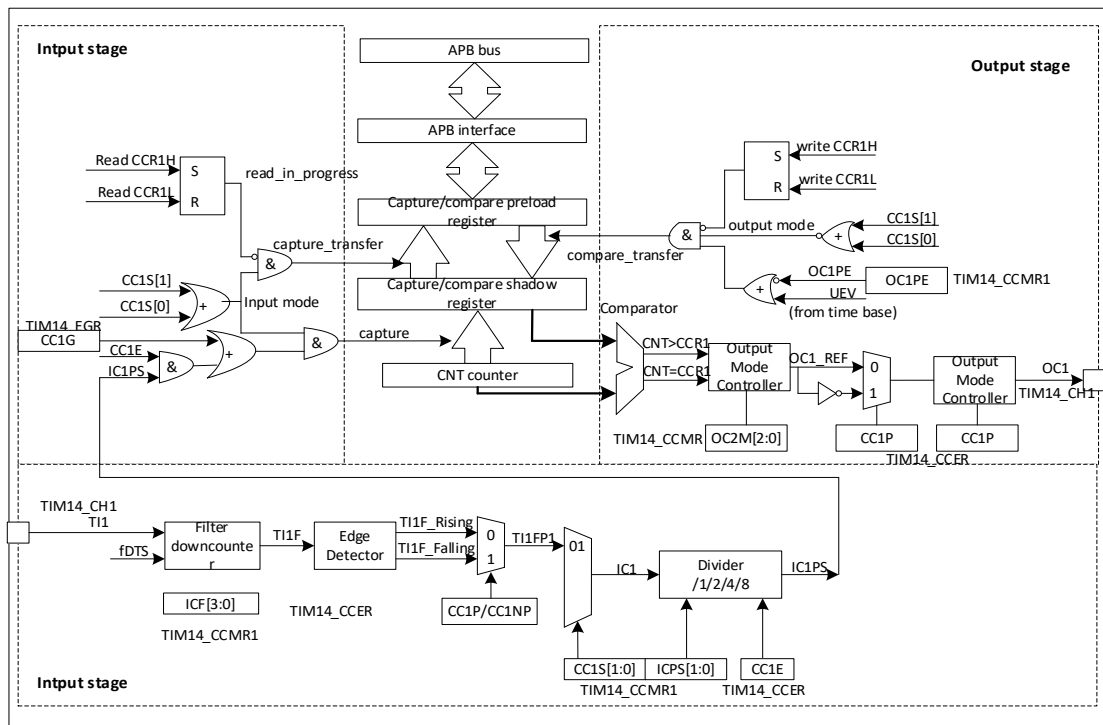 Intput stage
APB bus
Output stage
APB interface
Read CCR1H
S
R
Read CCR1L
read_in_progress
S
R
write CCR1H
write CCR1L
Capture/compare preload
register
capture_transfer
&
&
output mode
compare_transfer
+
CC1S[1]
CC1S[0]
CC1S[1]
CC1S[0]
+
Input mode
Capture/compare shadow
register
+
OC1PE
OC1PE
TIM14_CCMR1
UEV
(from time base)
TIM14_EGR
CC1G
CC1E
IC1PS
&
+
&
capture
CNT counter
Comparator
CNT>CCR1
CNT=CCR1
Output
Mode
Controller
OC1_REF
0
1
Output
Mode
Controller
OC1
TIM14_CH1
TIM14_CCMR
OC2M[2:0]
CC1P
CC1P
TIM14_CCER
TIM14_CH1
TI1
fDTS
Filter
downcounte
r
TI1F
Edge
Detector
TI1F_Rising
TI1F_Falling
0
1
TI1FP1
01
IC1
Divider
/1/2/4/8
IC1PS
ICF[3:0]
TIM14_CCMR1
TIM14_CCER
CC1P/CC1NP
CC1S[1:0]
ICPS[1:0]
CC1E
TIM14_CCMR1
TIM14_CCER
Intput stage